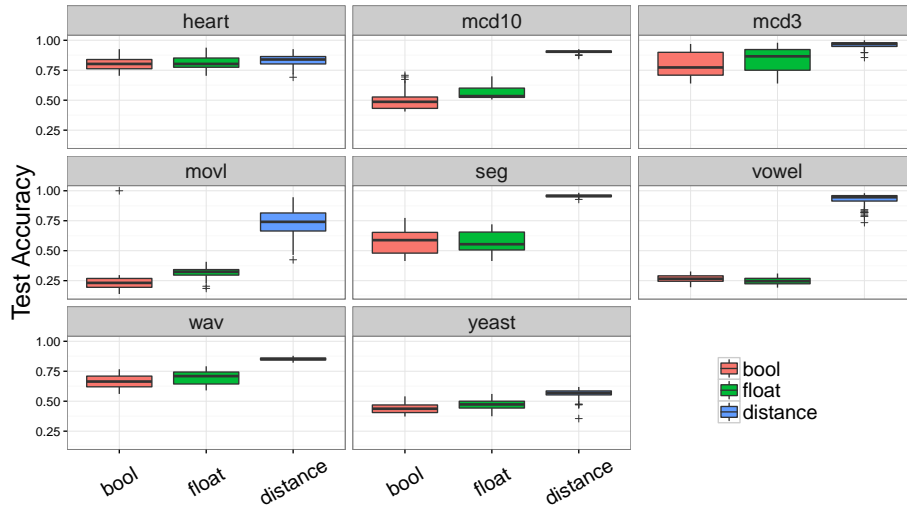 heart mcd10 mcd3
1.00
0.75
0.50
0.25
movl seg vowel
1.00
0.75
0.50
0.25
wav yeast
1.00
0.75
0.50
0.25
Test Accuracy
bool float distance bool float distance
bool
float
distance